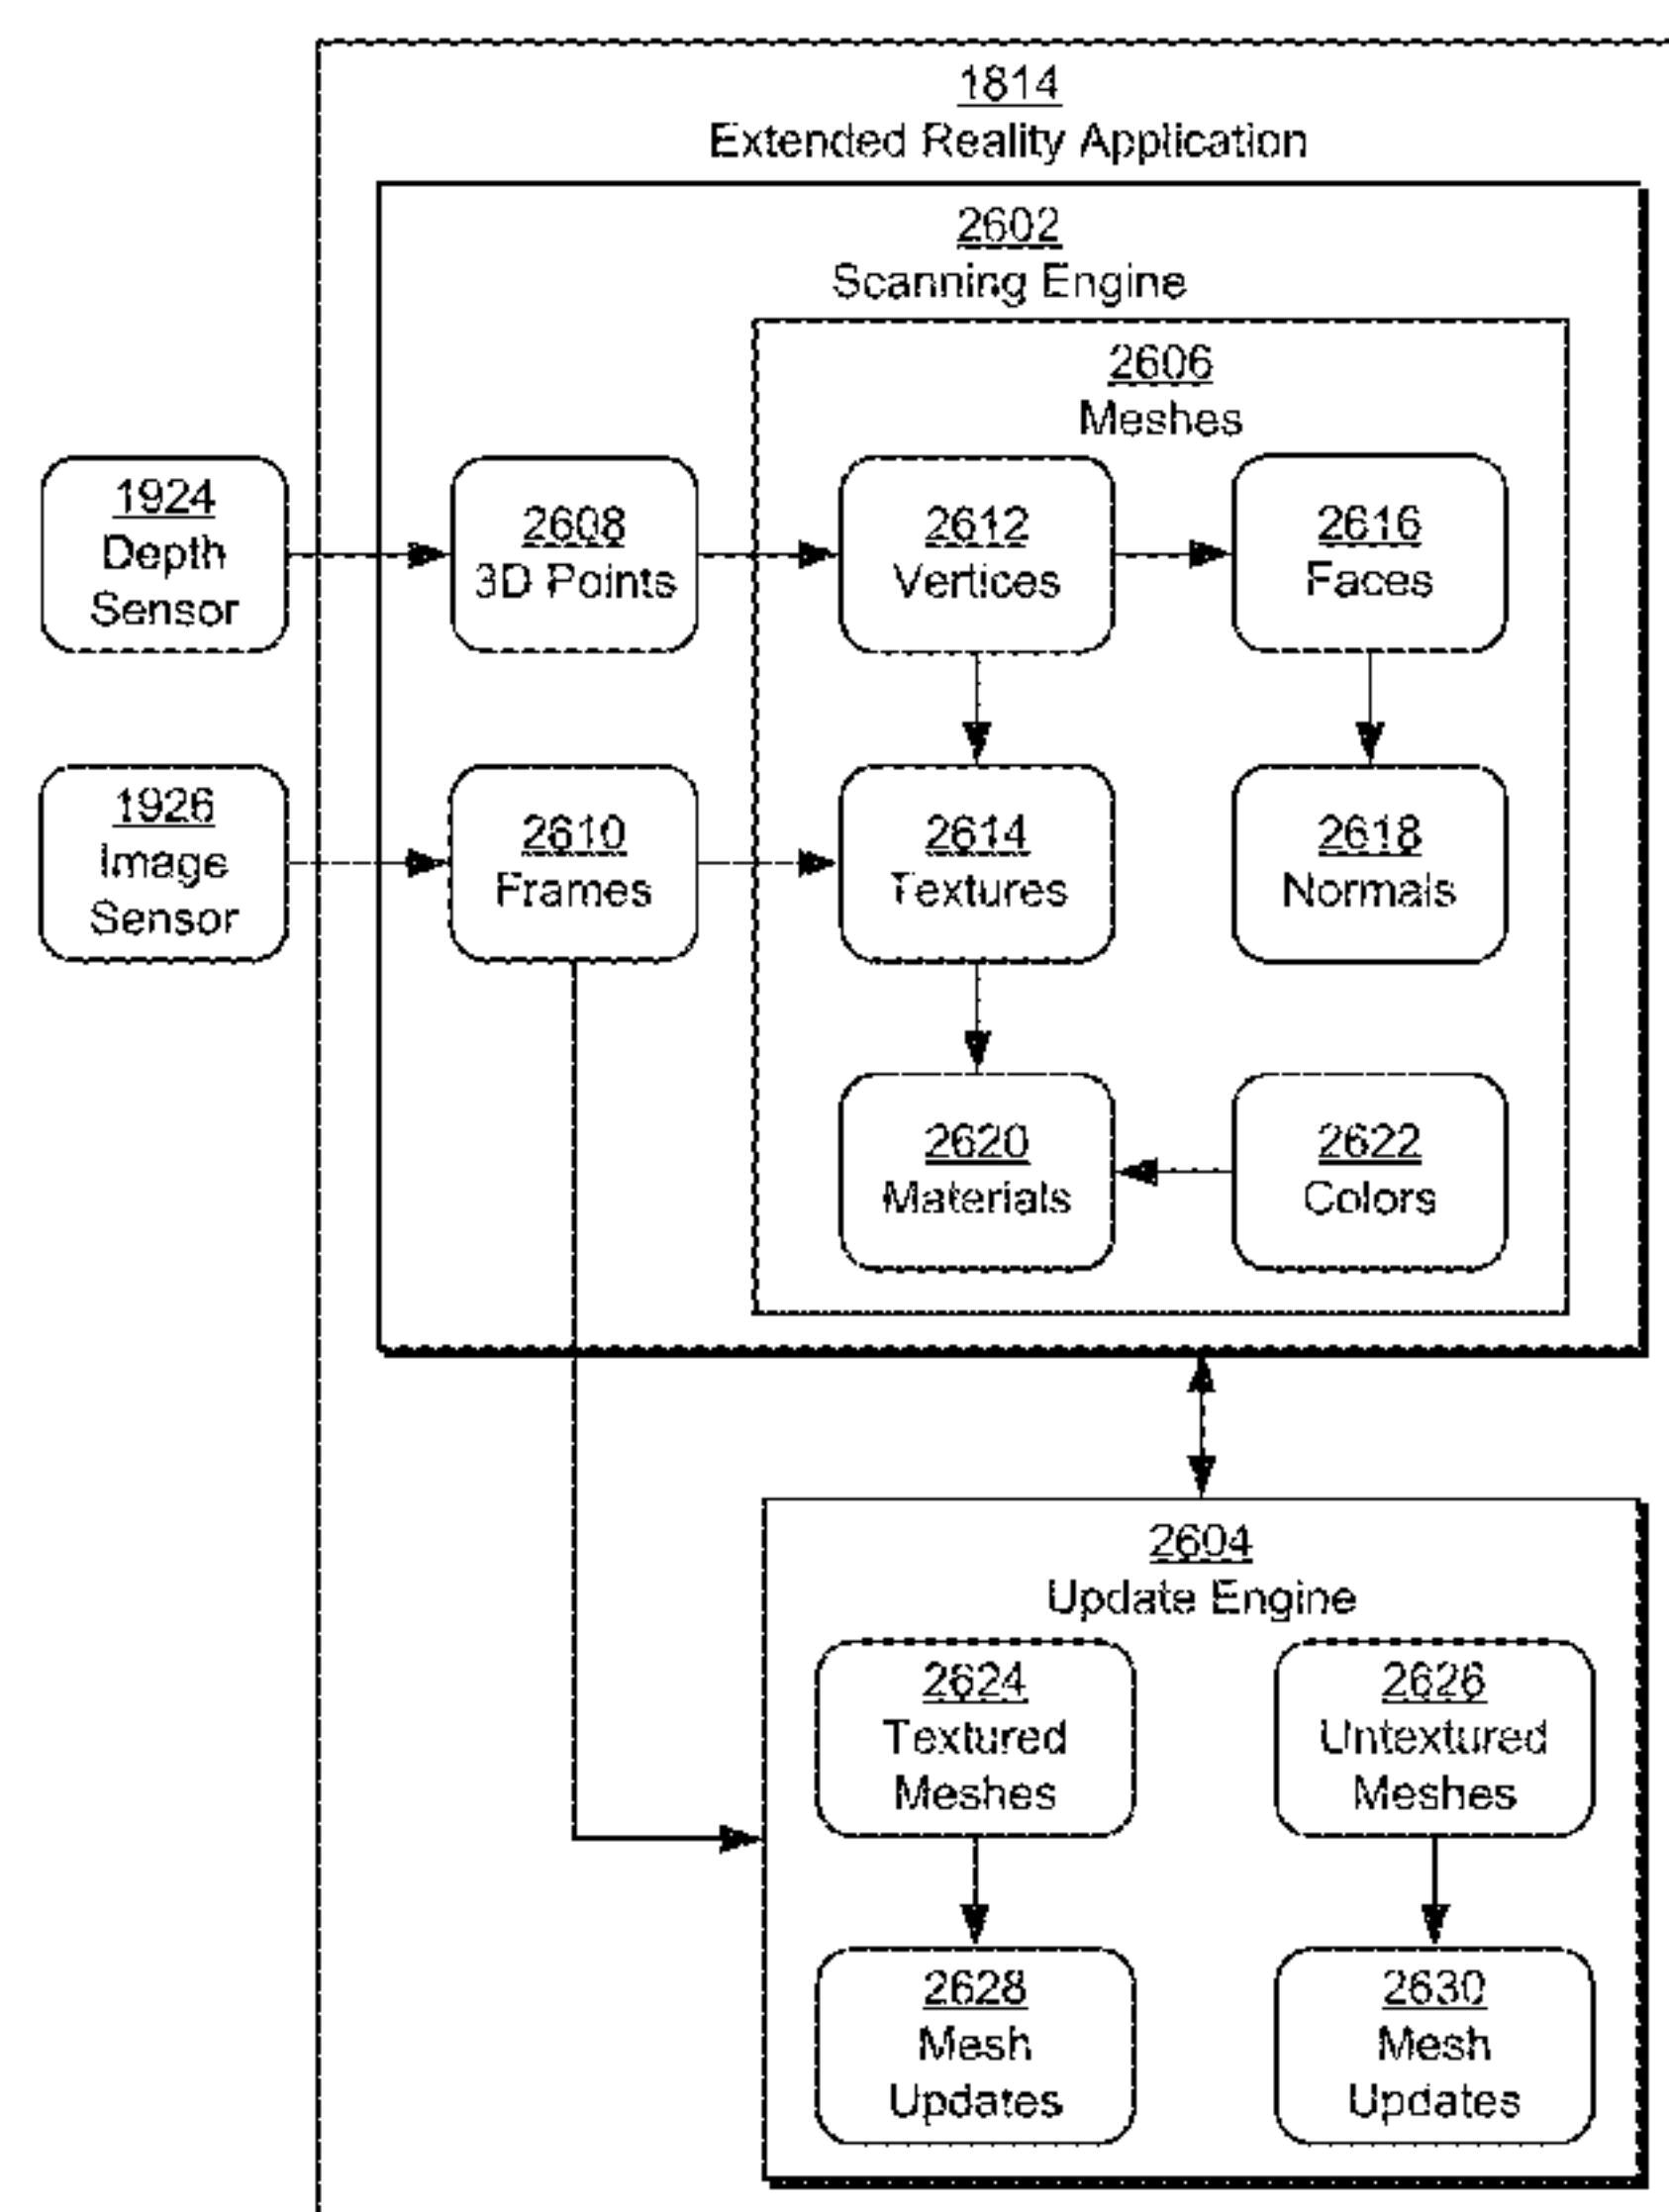 1814
Extended Reality Application
2602
Scanning Engine
2606
Meshes
1924
Depth
Sensor
2608
3D Points
2612
Vertices
2616
Faces
1926
Image
Sensor
2610
Frames
2614
Textures
2618
Normals
2620
Materials
2622
Colors
2604
Update Engine
2624
Textured
Meshes
2626
Untextured
Meshes
2628
Mesh
Updates
2630
Mesh
Updates